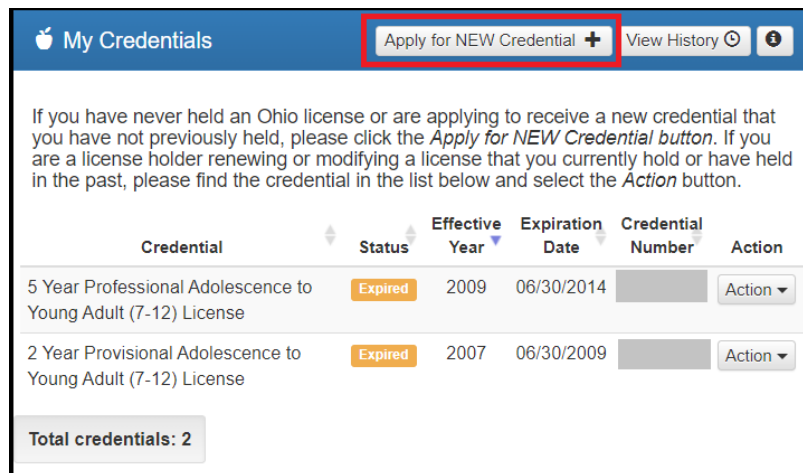 My Credentials
Apply for NEW Credential
View History
If you have never held an Ohio license or are applying to receive a new credential that
you have not previously held, please click the Apply for NEW Credential button. If you
are a license holder renewing or modifying a license that you currently hold or have held
in the past, please find the credential in the list below and select the Action button.
Credential Status Effective Year Expiration Date Credential Number Action
5 Year Professional Adolescence to
Young Adult (7-12) License
Expired 2009 06/30/2014 Action
2 Year Provisional Adolescence to
Young Adult (7-12) License
Expired 2007 06/30/2009 Action
Total credentials: 2